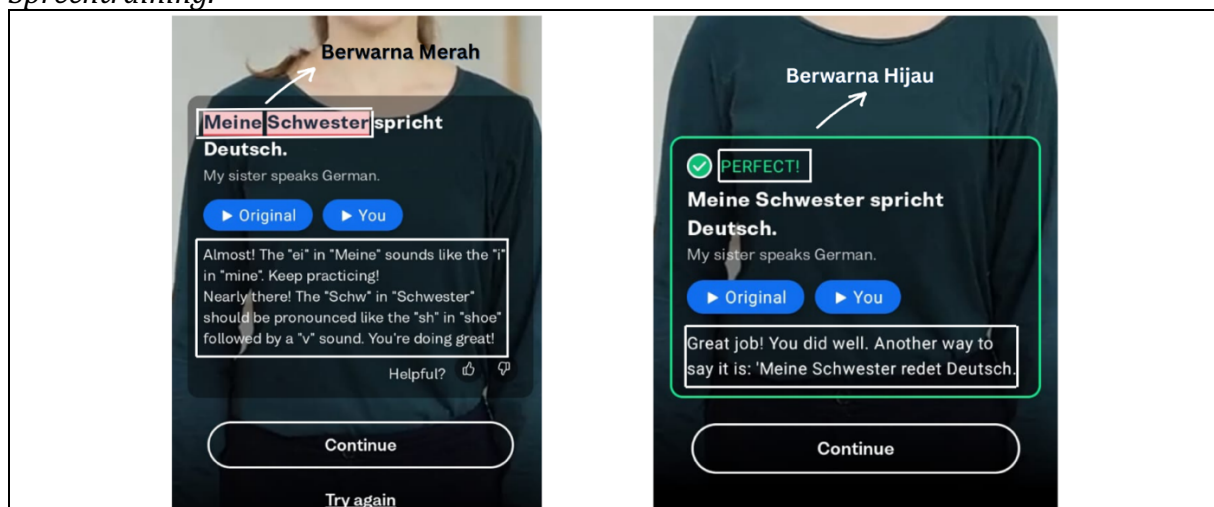 Sprechtraining.
Berwarna Merah
Meine Schwester spricht
Deutsch.
My sister speaks German.
Original
You
Almost! The "ei" in "Meine" sounds like the "i"
in "mine". Keep practicing!
Nearly there! The "Schw" in "Schwester"
should be pronounced like the "sh" in "shoe"
followed by a "v" sound. You're doing great!
Helpful?
Continue
Try again
Berwarna Hijau
PERFECT!
Meine Schwester spricht
Deutsch.
My sister speaks German.
Original
You
Great job! You did well. Another way to
say it is: 'Meine Schwester redet Deutsch.
Continue